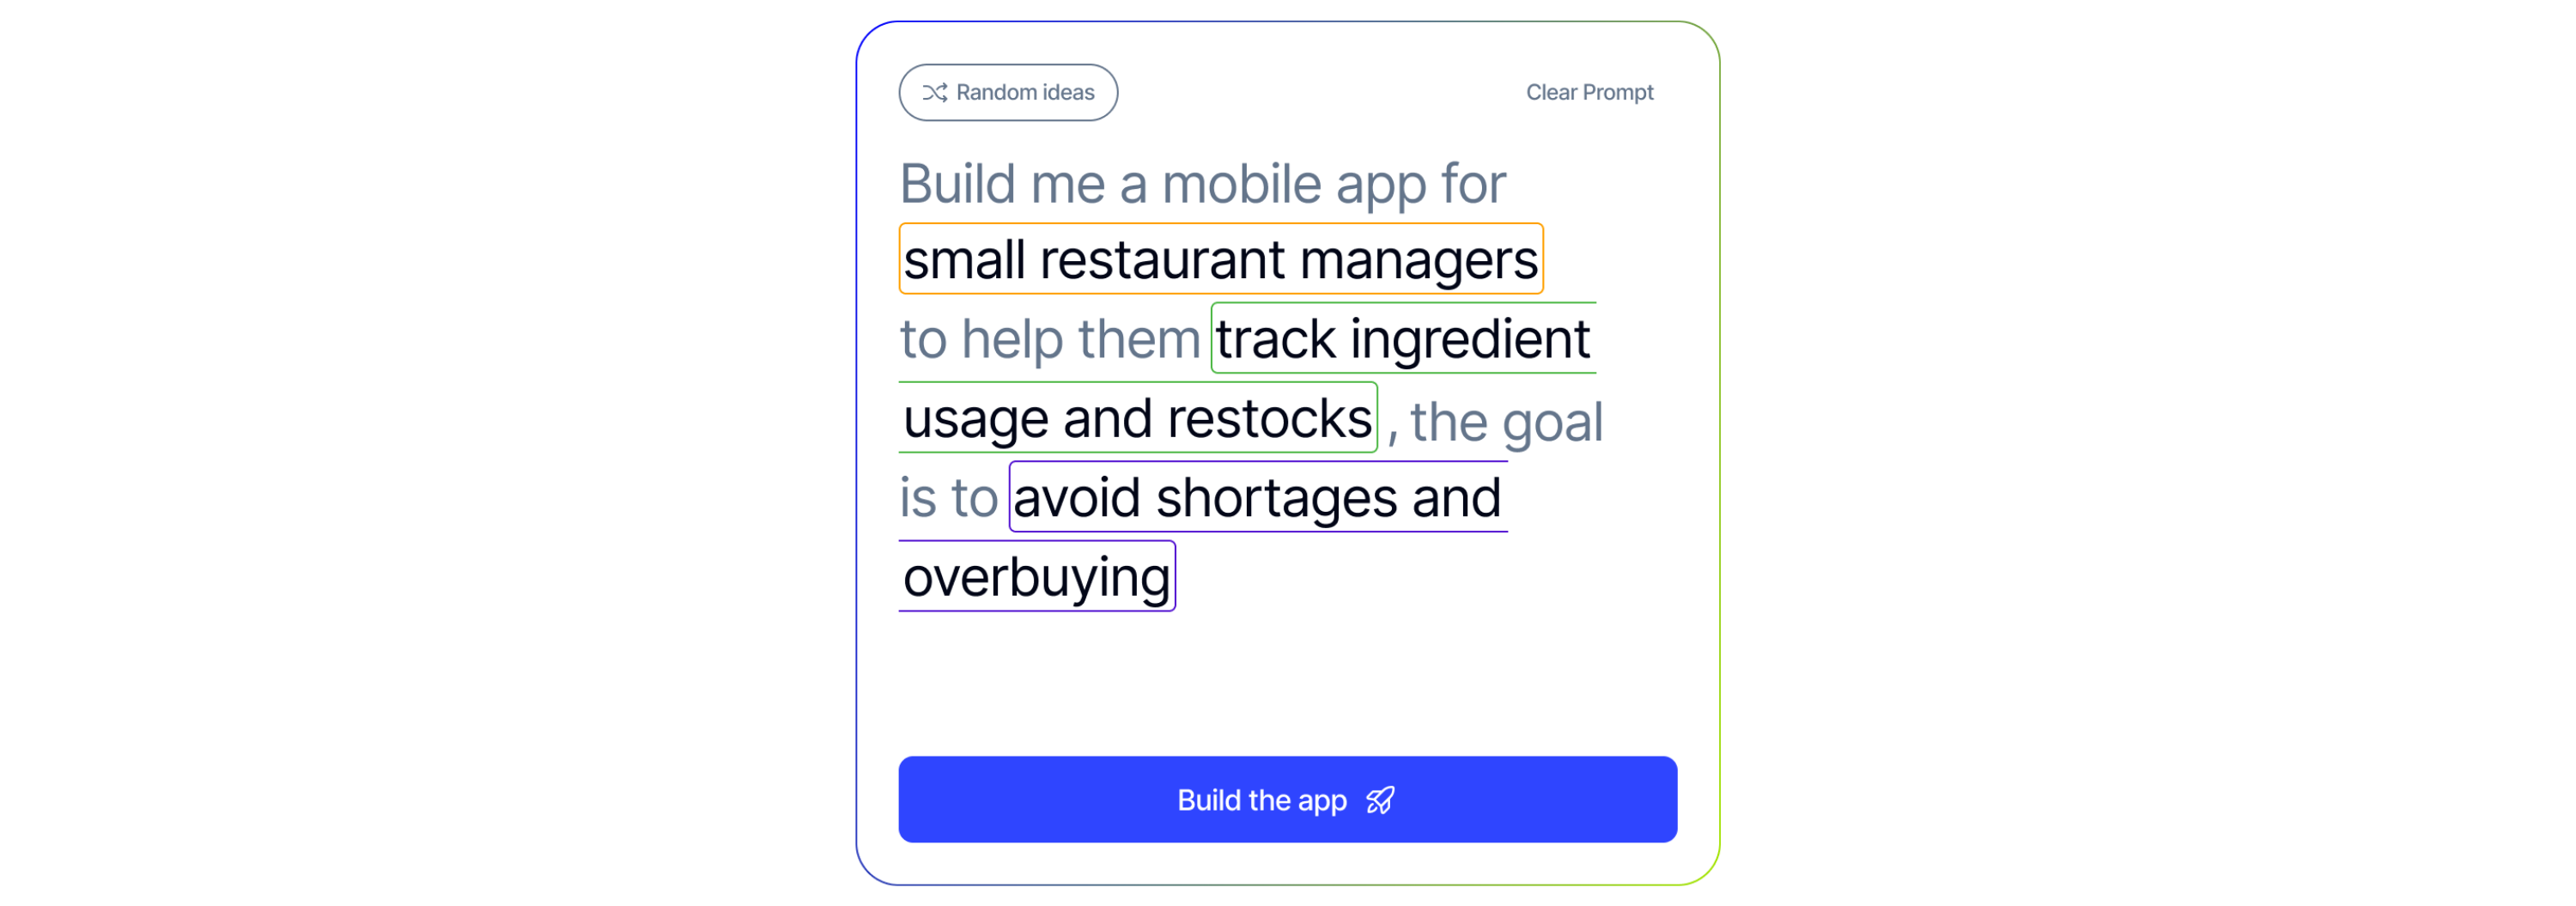 Random ideas
Clear Prompt
Build me a mobile app for
small restaurant managers
to help them track ingredient
usage and restocks , the goal
is to avoid shortages and
overbuying
Build the app